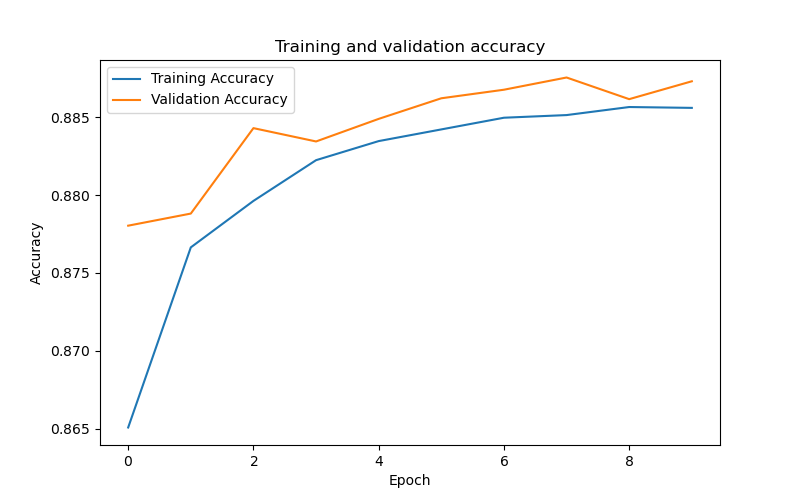 Training and validation accuracy
Training Accuracy
Validation Accuracy
0.885
0.880
0.875
0.870
0.865
Accuracy
0 2 4 6 8
Epoch